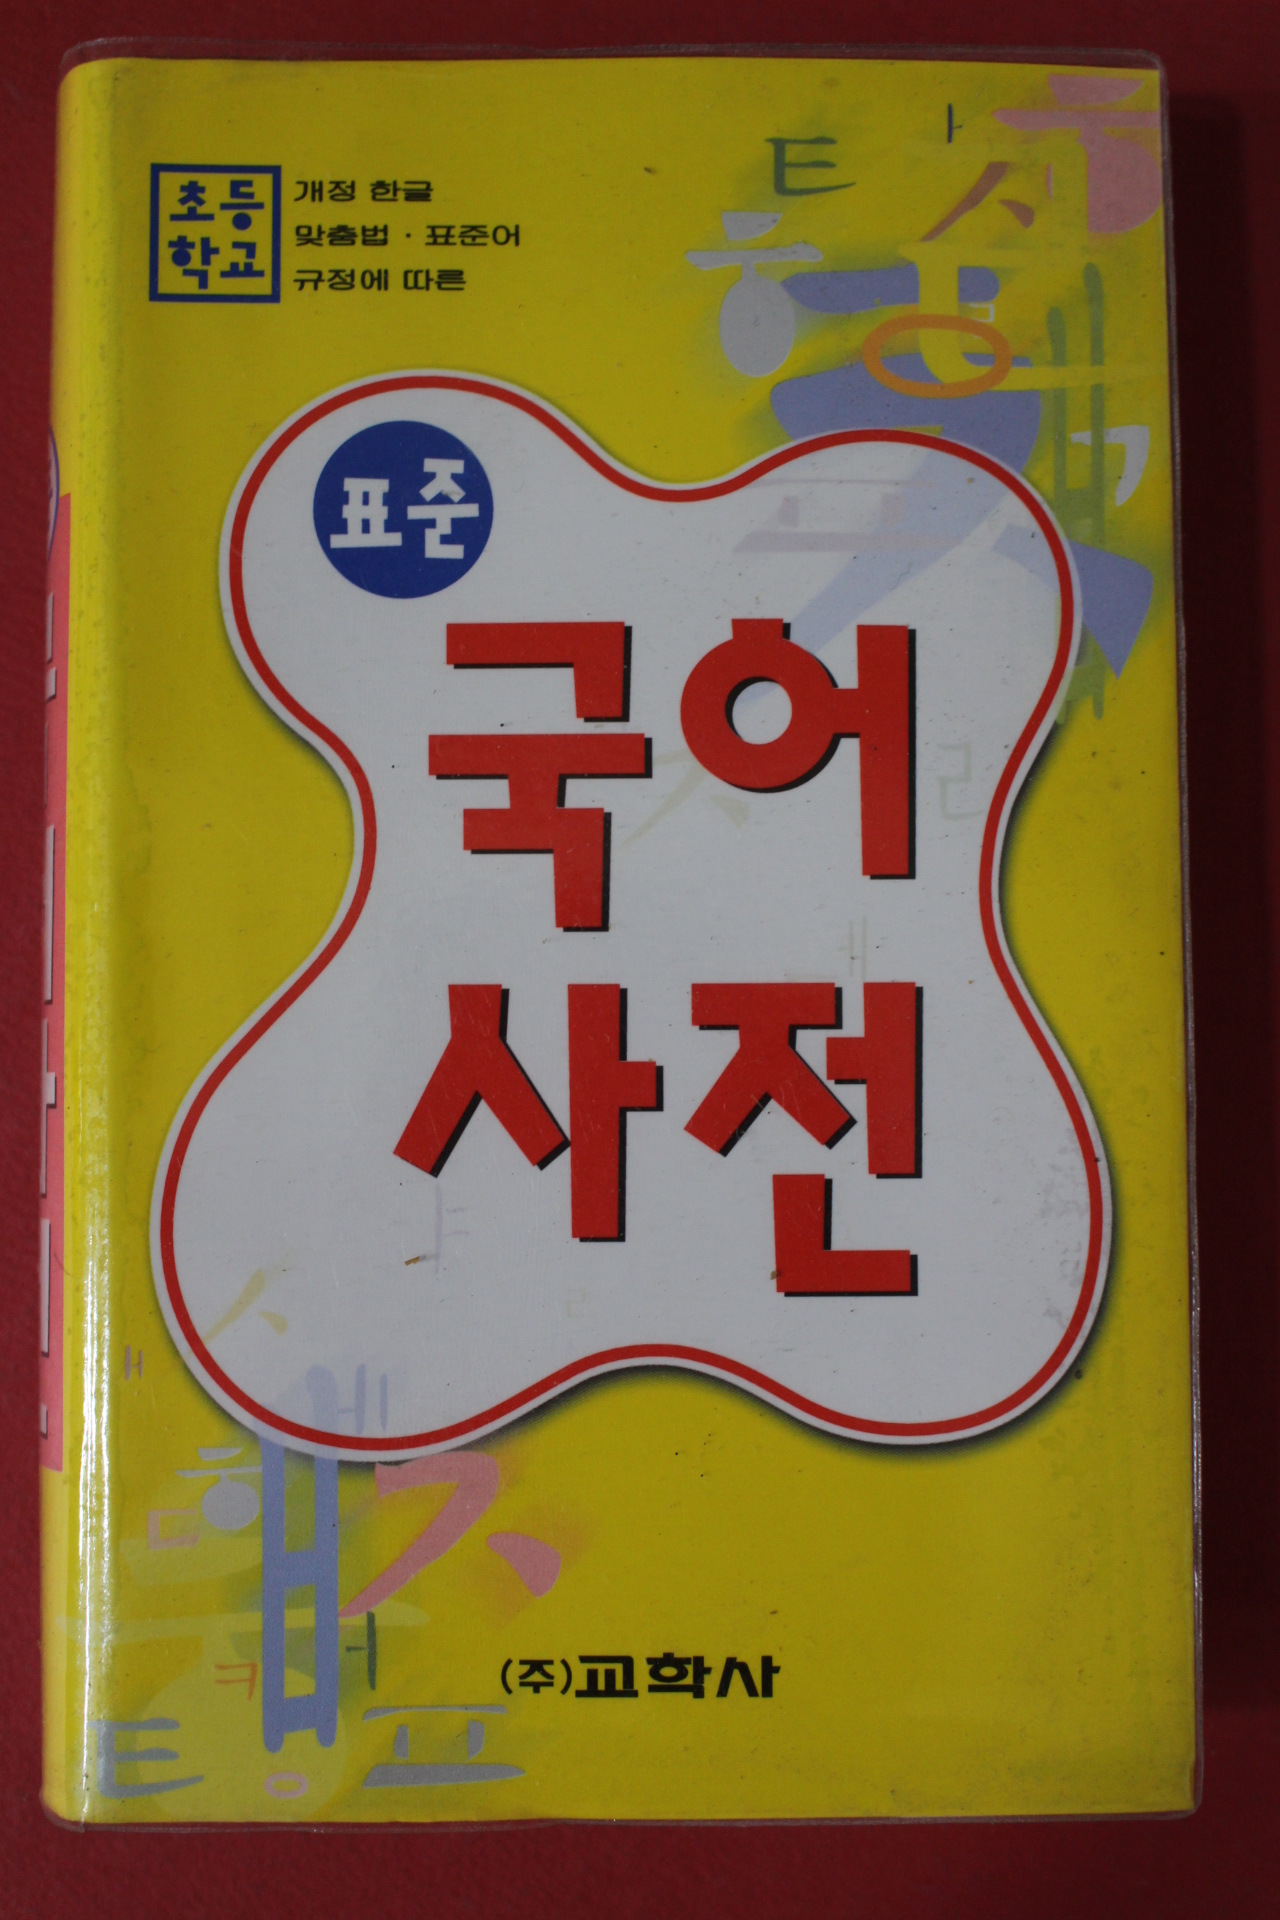 초등
학교
개정 한글
맞춤법 · 표준어
규정에 따른
표준
국어
사전
(주)교학사